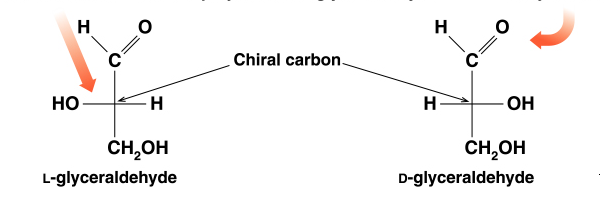 H O H O
C Chiral carbon C
HO H H OH
CH₂OH CH₂OH
L-glyceraldehyde D-glyceraldehyde